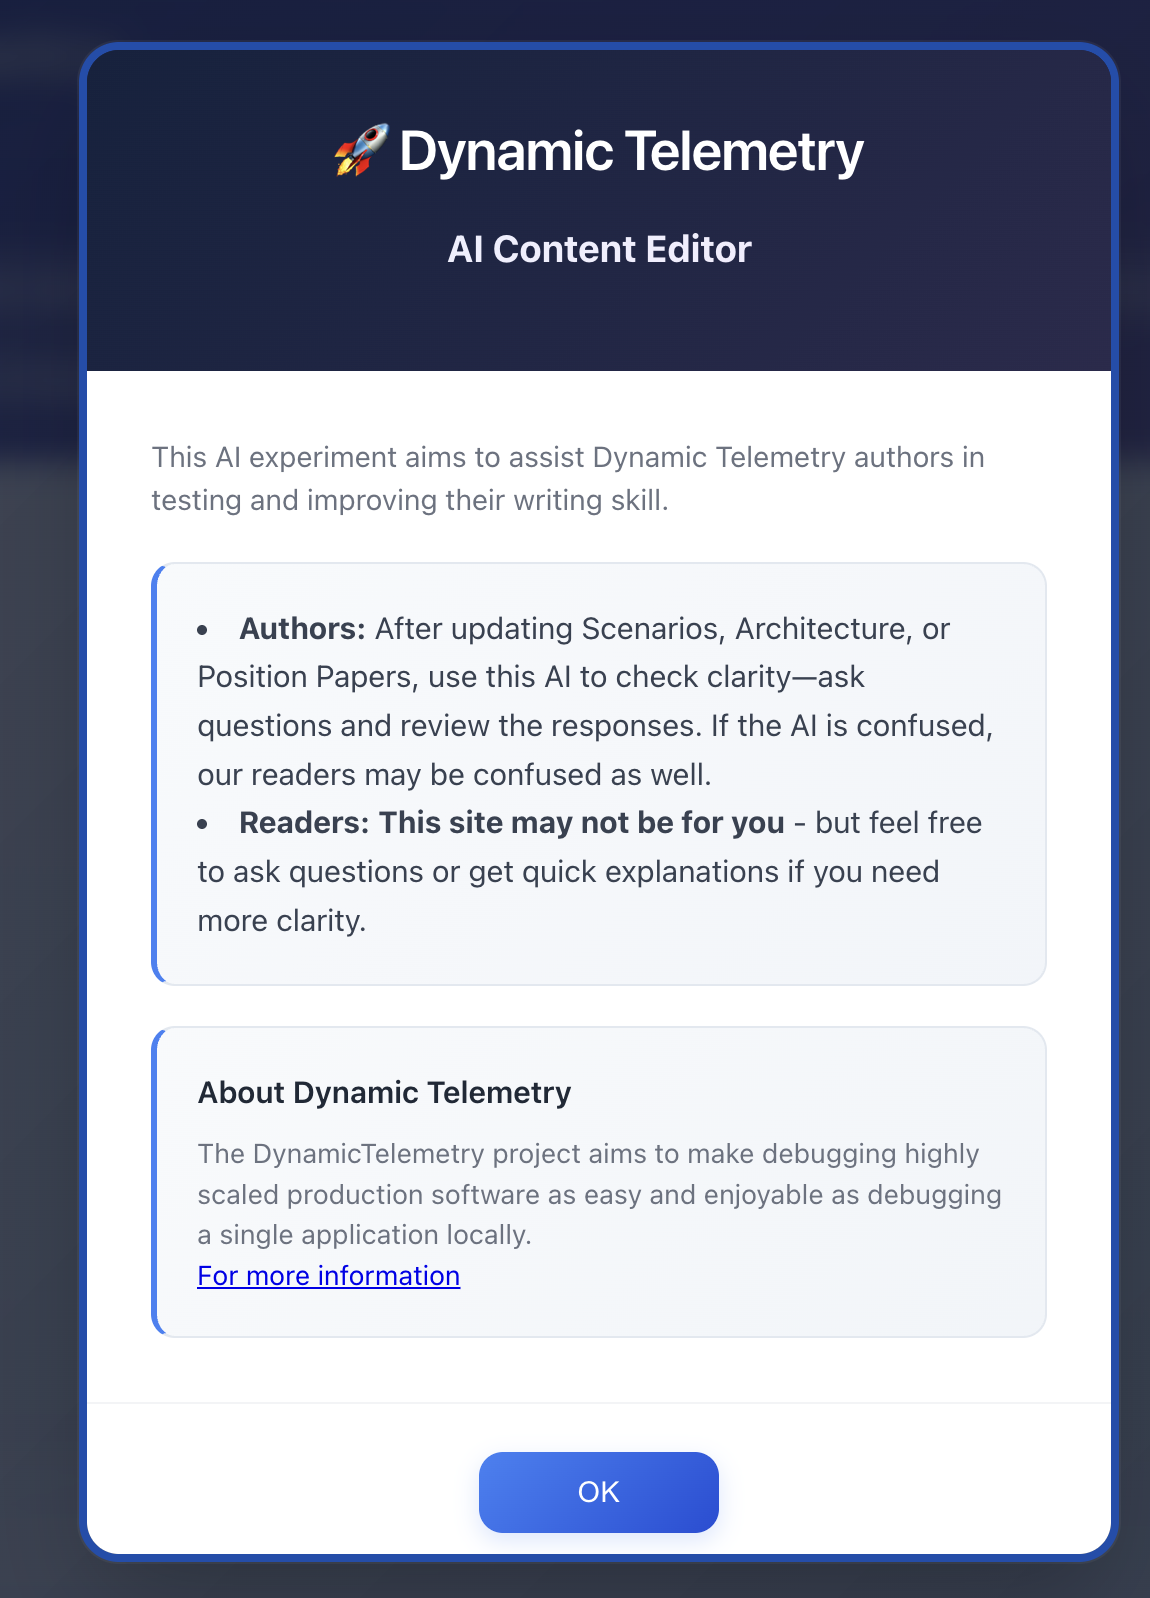 🚀 Dynamic Telemetry
AI Content Editor
This AI experiment aims to assist Dynamic Telemetry authors in
testing and improving their writing skill.
• Authors: After updating Scenarios, Architecture, or
Position Papers, use this AI to check clarity—ask
questions and review the responses. If the AI is confused,
our readers may be confused as well.
• Readers: This site may not be for you - but feel free
to ask questions or get quick explanations if you need
more clarity.
About Dynamic Telemetry
The DynamicTelemetry project aims to make debugging highly
scaled production software as easy and enjoyable as debugging
a single application locally.
For more information
OK